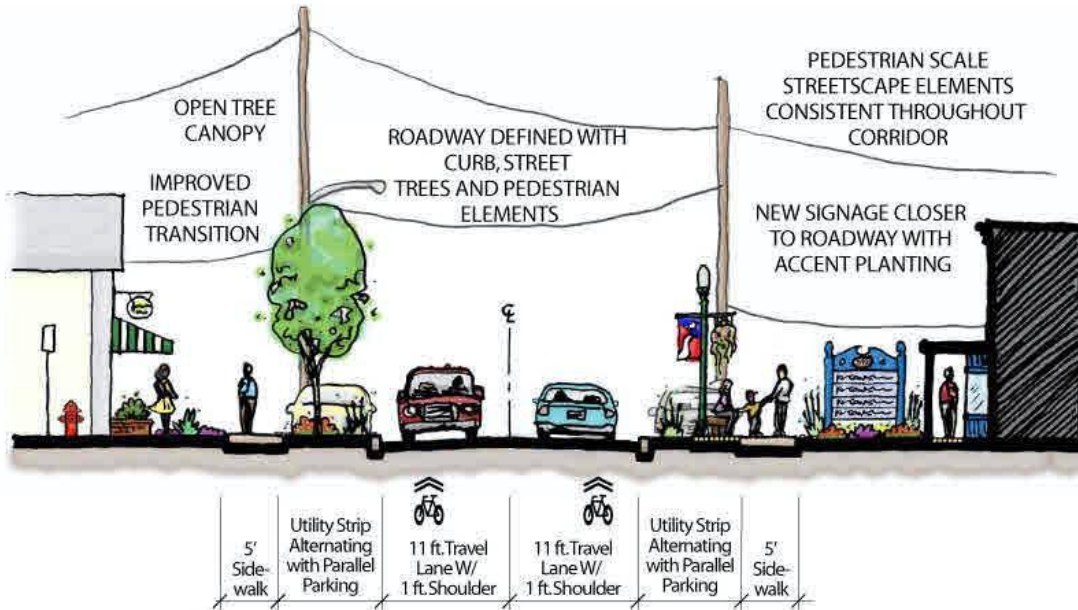 OPEN TREE
CANOPY
IMPROVED
PEDESTRIAN
TRANSITION
ROADWAY DEFINED WITH
CURB, STREET
TREES AND PEDESTRIAN
ELEMENTS
PEDESTRIAN SCALE
STREETSCAPE ELEMENTS
CONSISTENT THROUGHOUT
CORRIDOR
NEW SIGNAGE CLOSER
TO ROADWAY WITH
ACCENT PLANTING
℄
5'
Side-
walk
Utility Strip
Alternating
with Parallel
Parking
11 ft. Travel
Lane W/
1 ft. Shoulder
11 ft. Travel
Lane W/
1 ft. Shoulder
Utility Strip
Alternating
with Parallel
Parking
5'
Side-
walk